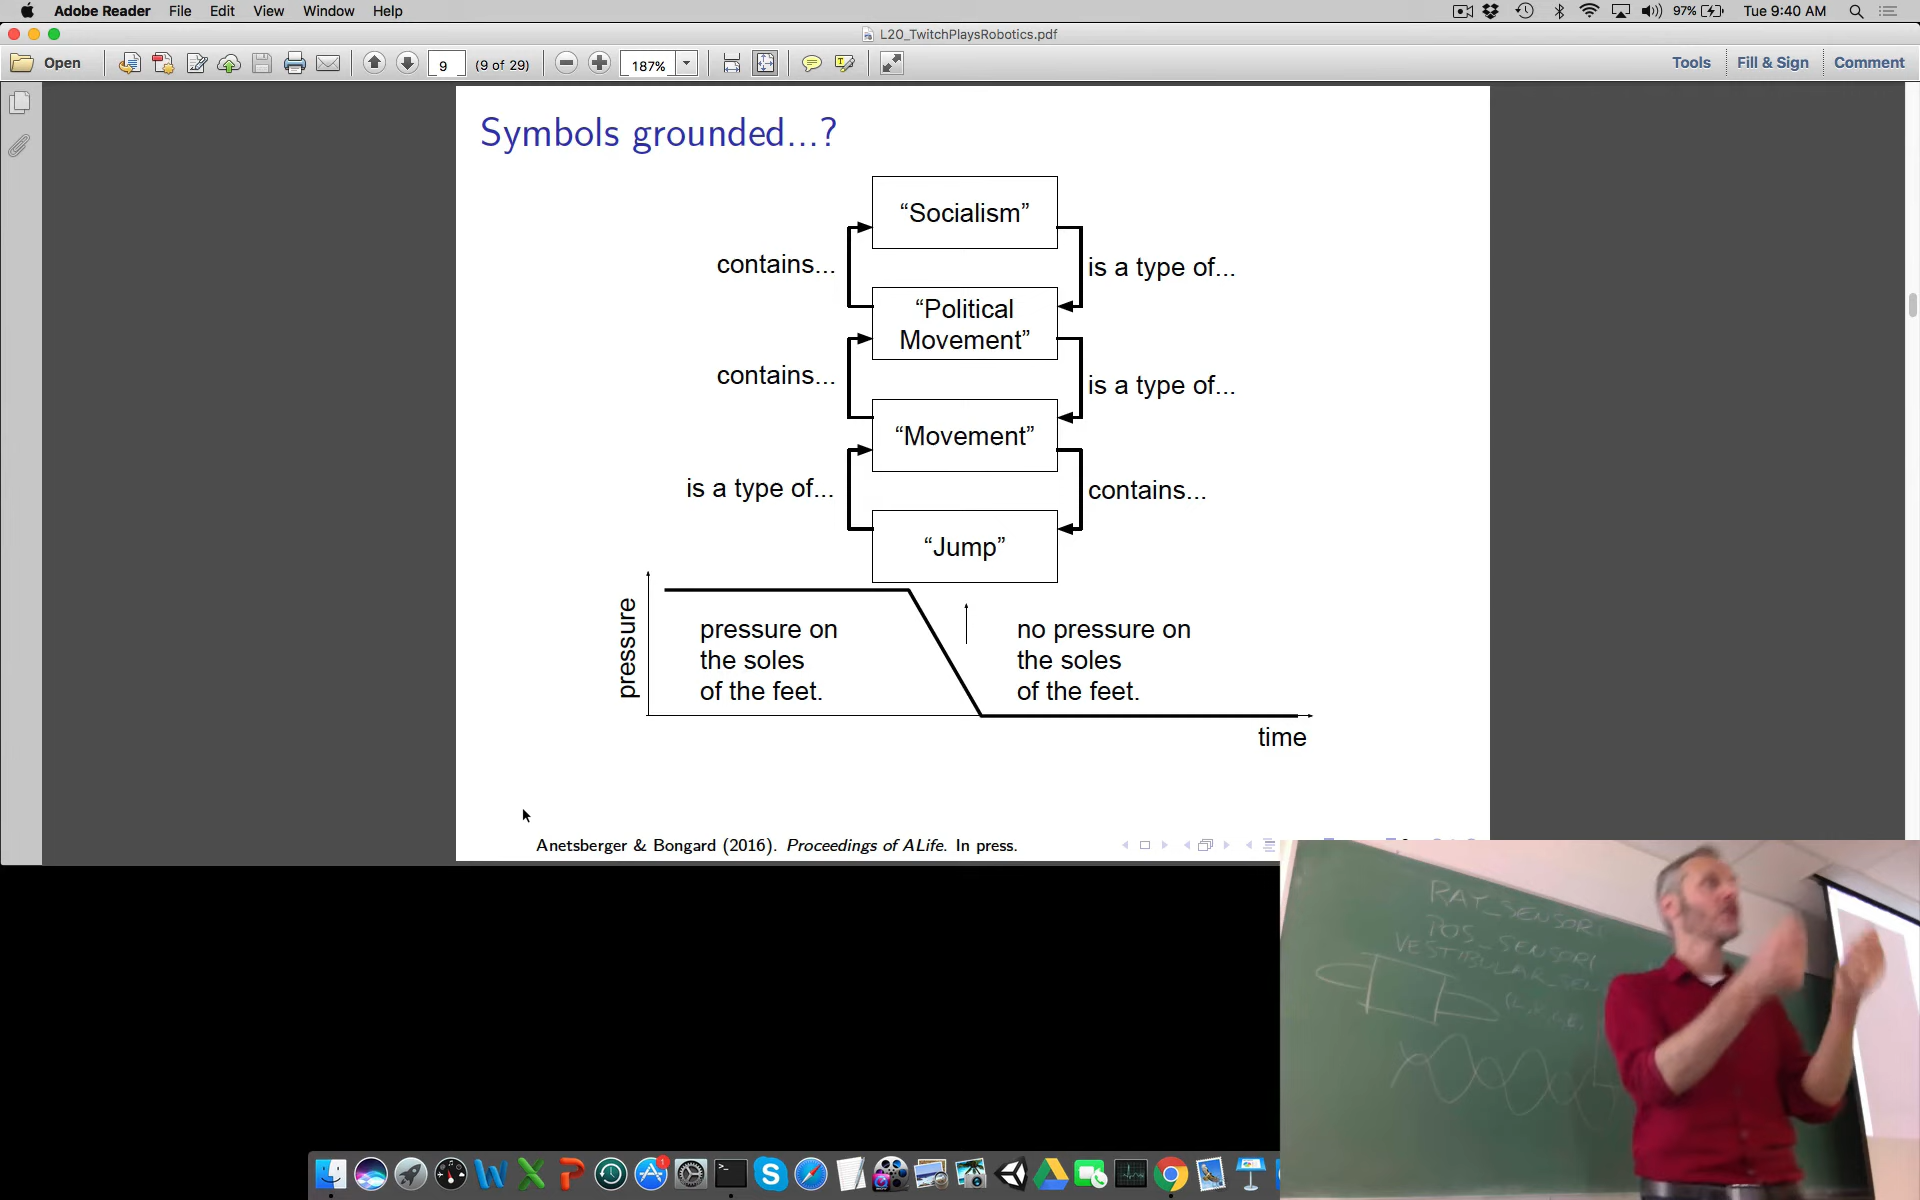 Adobe Reader File Edit View Window Help
97% Tue 9:40 AM
L20_TwitchPlaysRobotics.pdf
Open
9 (9 of 29)
187%
Tools Fill & Sign Comment
Symbols grounded...?
“Socialism”
contains...
is a type of...
“Political
Movement”
contains...
is a type of...
“Movement”
is a type of...
contains...
“Jump”
pressure
pressure on
the soles
of the feet.
no pressure on
the soles
of the feet.
time
Anetsberger & Bongard (2016). Proceedings of ALife. In press.
RAY_SENSOR
POS_SENSOR
VESTIBULAR_SEN